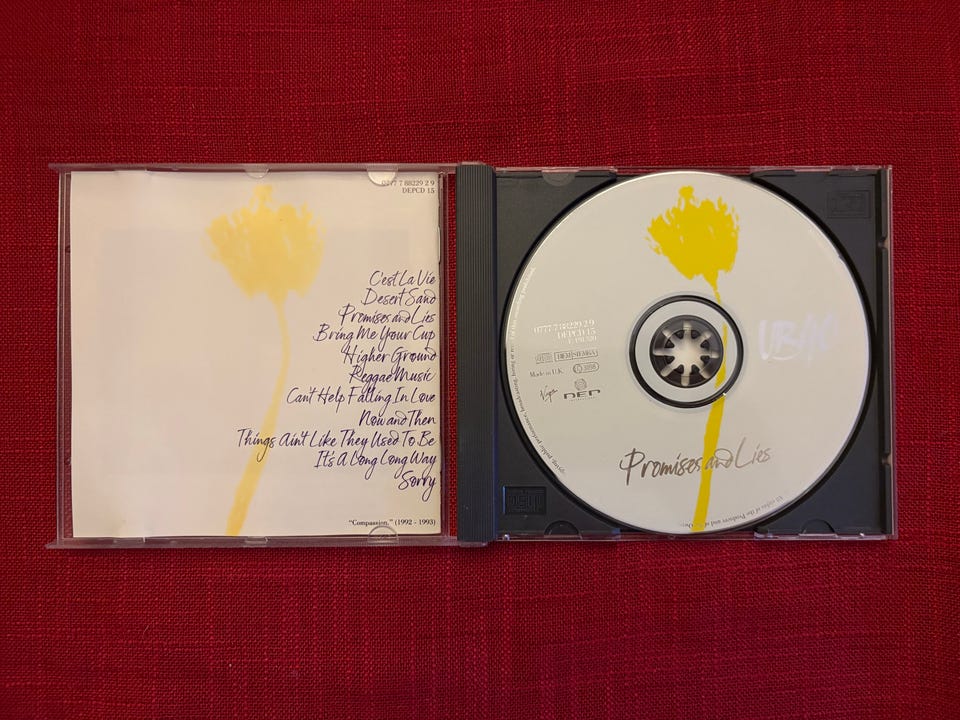 0777 7 88229 2 9
DEPCD 15
C'est La Vie
Desert Sand
Promises and Lies
Bring Me Your Cup
Higher Ground
Reggae Music
Can't Help Falling In Love
Now and Then
Things Ain't Like They Used To Be
It's A Long Long Way
Sorry
"Compassion." (1992 - 1993)
UB40
0777 7 88229 2 9
DEPCD 15
Made in U.K.
Virgin
DEP
Promises and Lies